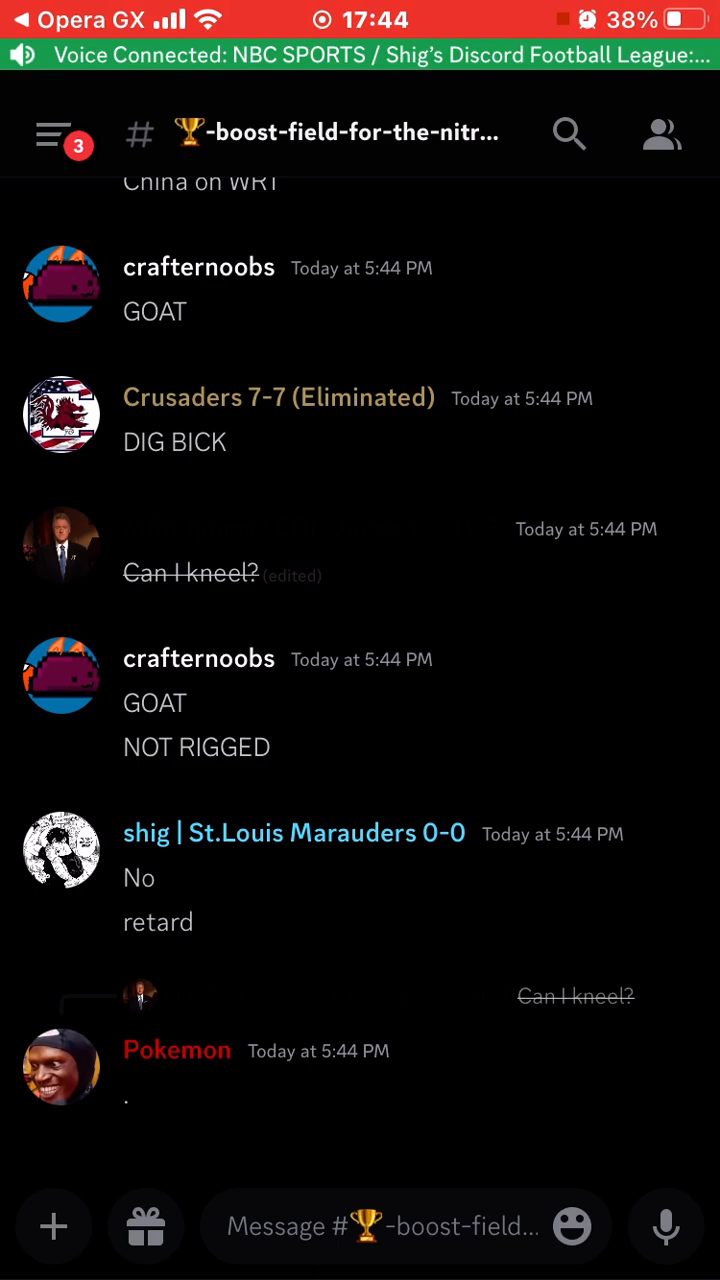 Opera GX 17:44 38%
Voice Connected: NBC SPORTS / Shig's Discord Football League:...
3 # 🏆-boost-field-for-the-nitr...
China on WRT
crafternoobs Today at 5:44 PM
GOAT
Crusaders 7-7 (Eliminated) Today at 5:44 PM
DIG BICK
Today at 5:44 PM
Can I kneel? (edited)
crafternoobs Today at 5:44 PM
GOAT
NOT RIGGED
shig | St.Louis Marauders 0-0 Today at 5:44 PM
No
retard
Can I kneel?
Pokemon Today at 5:44 PM
.
Message #🏆-boost-field...